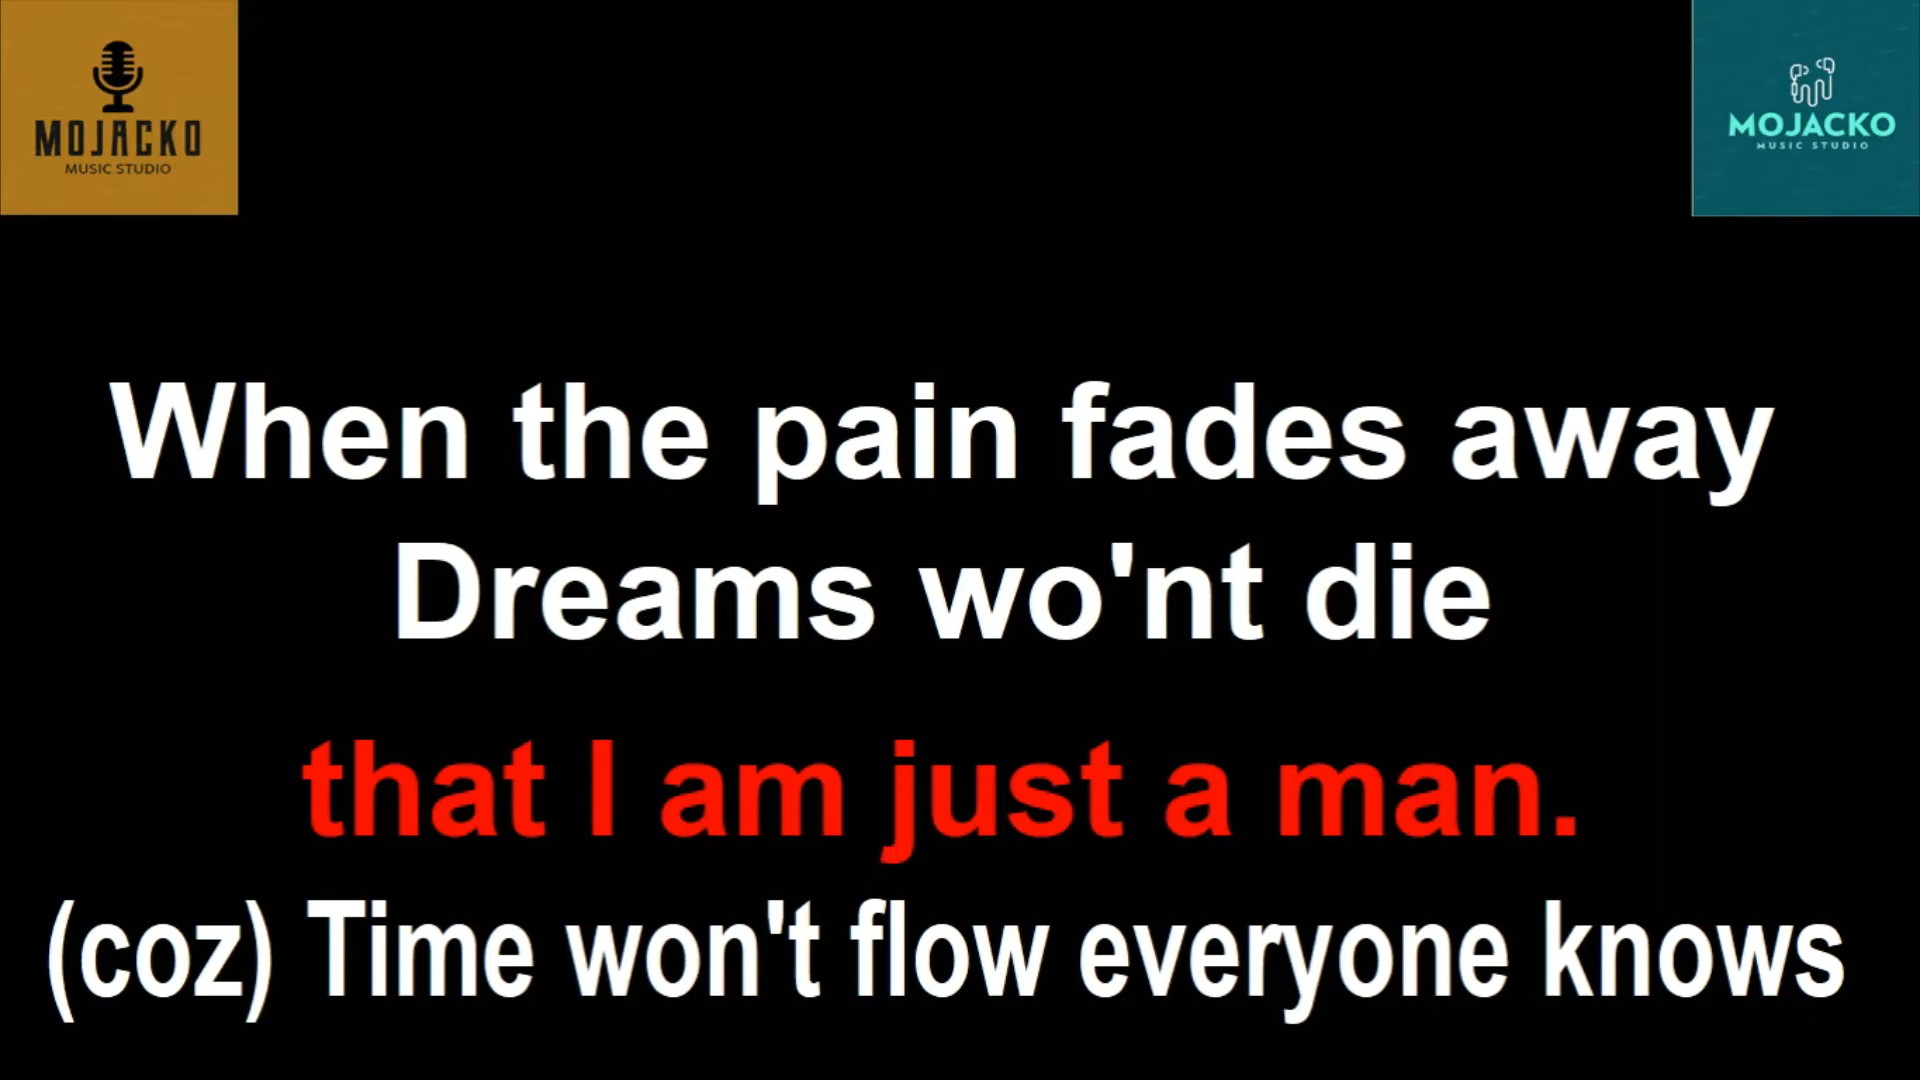 MOJACKO
MUSIC STUDIO
MOJACKO
MUSIC STUDIO
When the pain fades away
Dreams wo'nt die
that I am just a man.
(coz) Time won't flow everyone knows